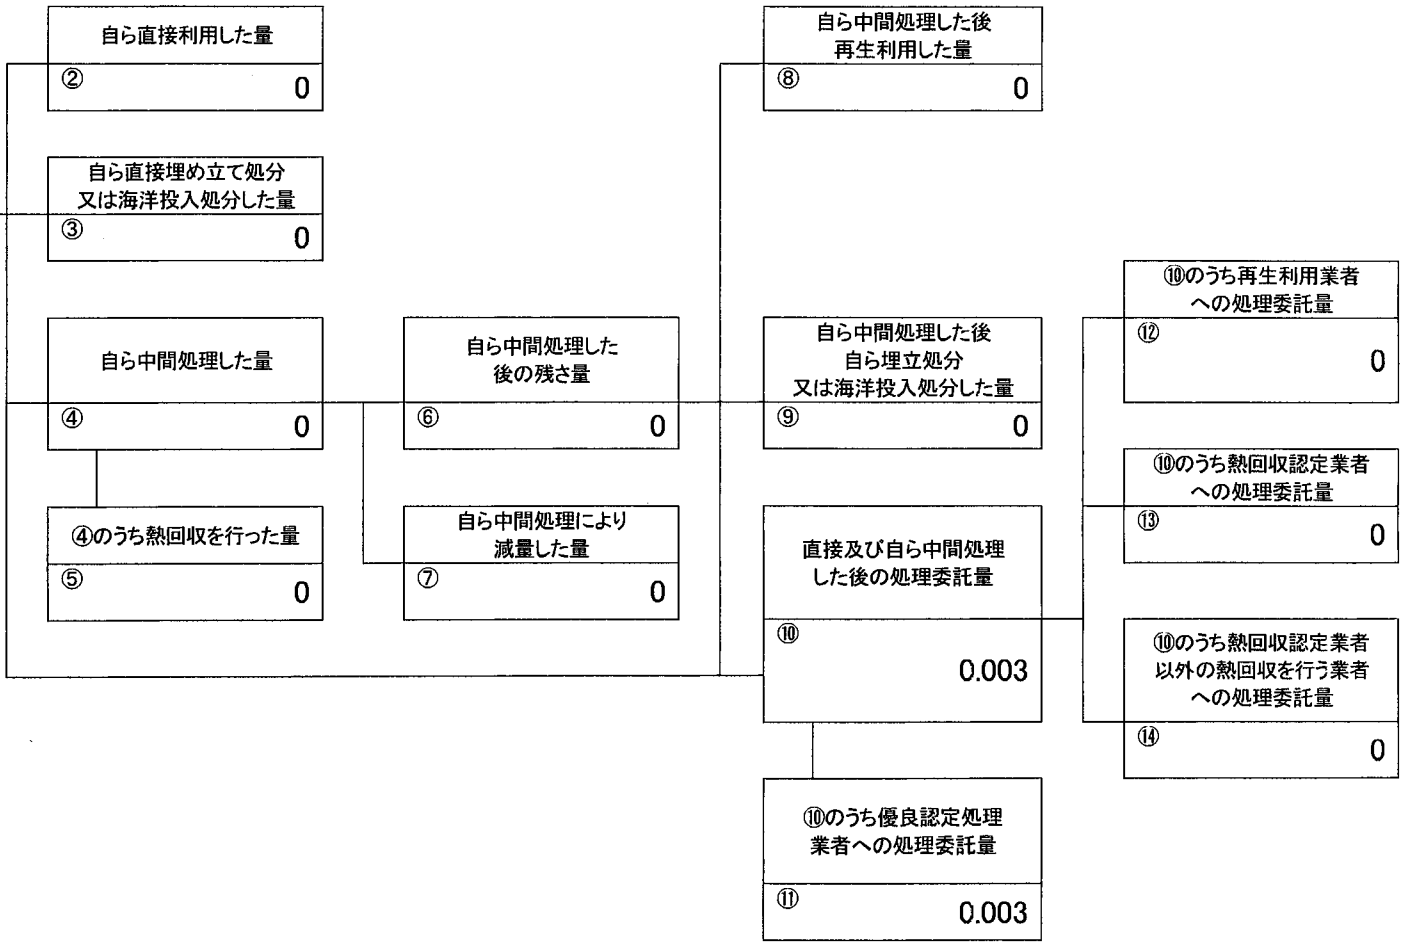 自ら直接利用した量
②
0
自ら直接埋め立て処分
又は海洋投入処分した量
③
0
自ら中間処理した量
④
0
④のうち熱回収を行った量
⑤
0
自ら中間処理した
後の残さ量
⑥
0
自ら中間処理により
減量した量
⑦
0
自ら中間処理した後
再生利用した量
⑧
0
自ら中間処理した後
自ら埋立処分
又は海洋投入処分した量
⑨
0
直接及び自ら中間処理
した後の処理委託量
⑩
0.003
⑩のうち優良認定処理
業者への処理委託量
⑪
0.003
⑩のうち再生利用業者
への処理委託量
⑫
0
⑩のうち熱回収認定業者
への処理委託量
⑬
0
⑩のうち熱回収認定業者
以外の熱回収を行う業者
への処理委託量
⑭
0